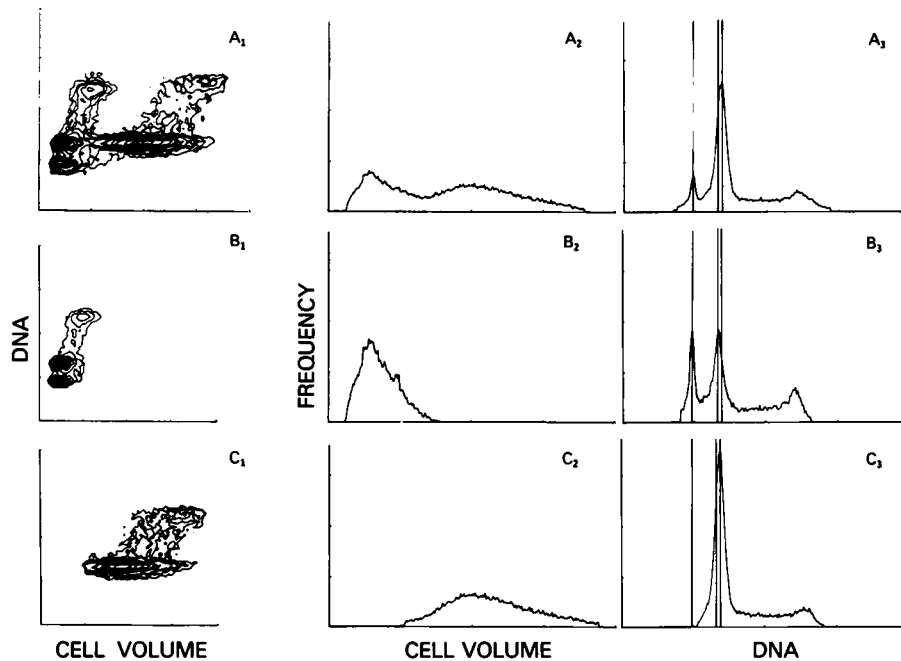 A1
A2
A3
B1
B2
B3
C1
C2
C3
DNA
FREQUENCY
CELL VOLUME
CELL VOLUME
DNA